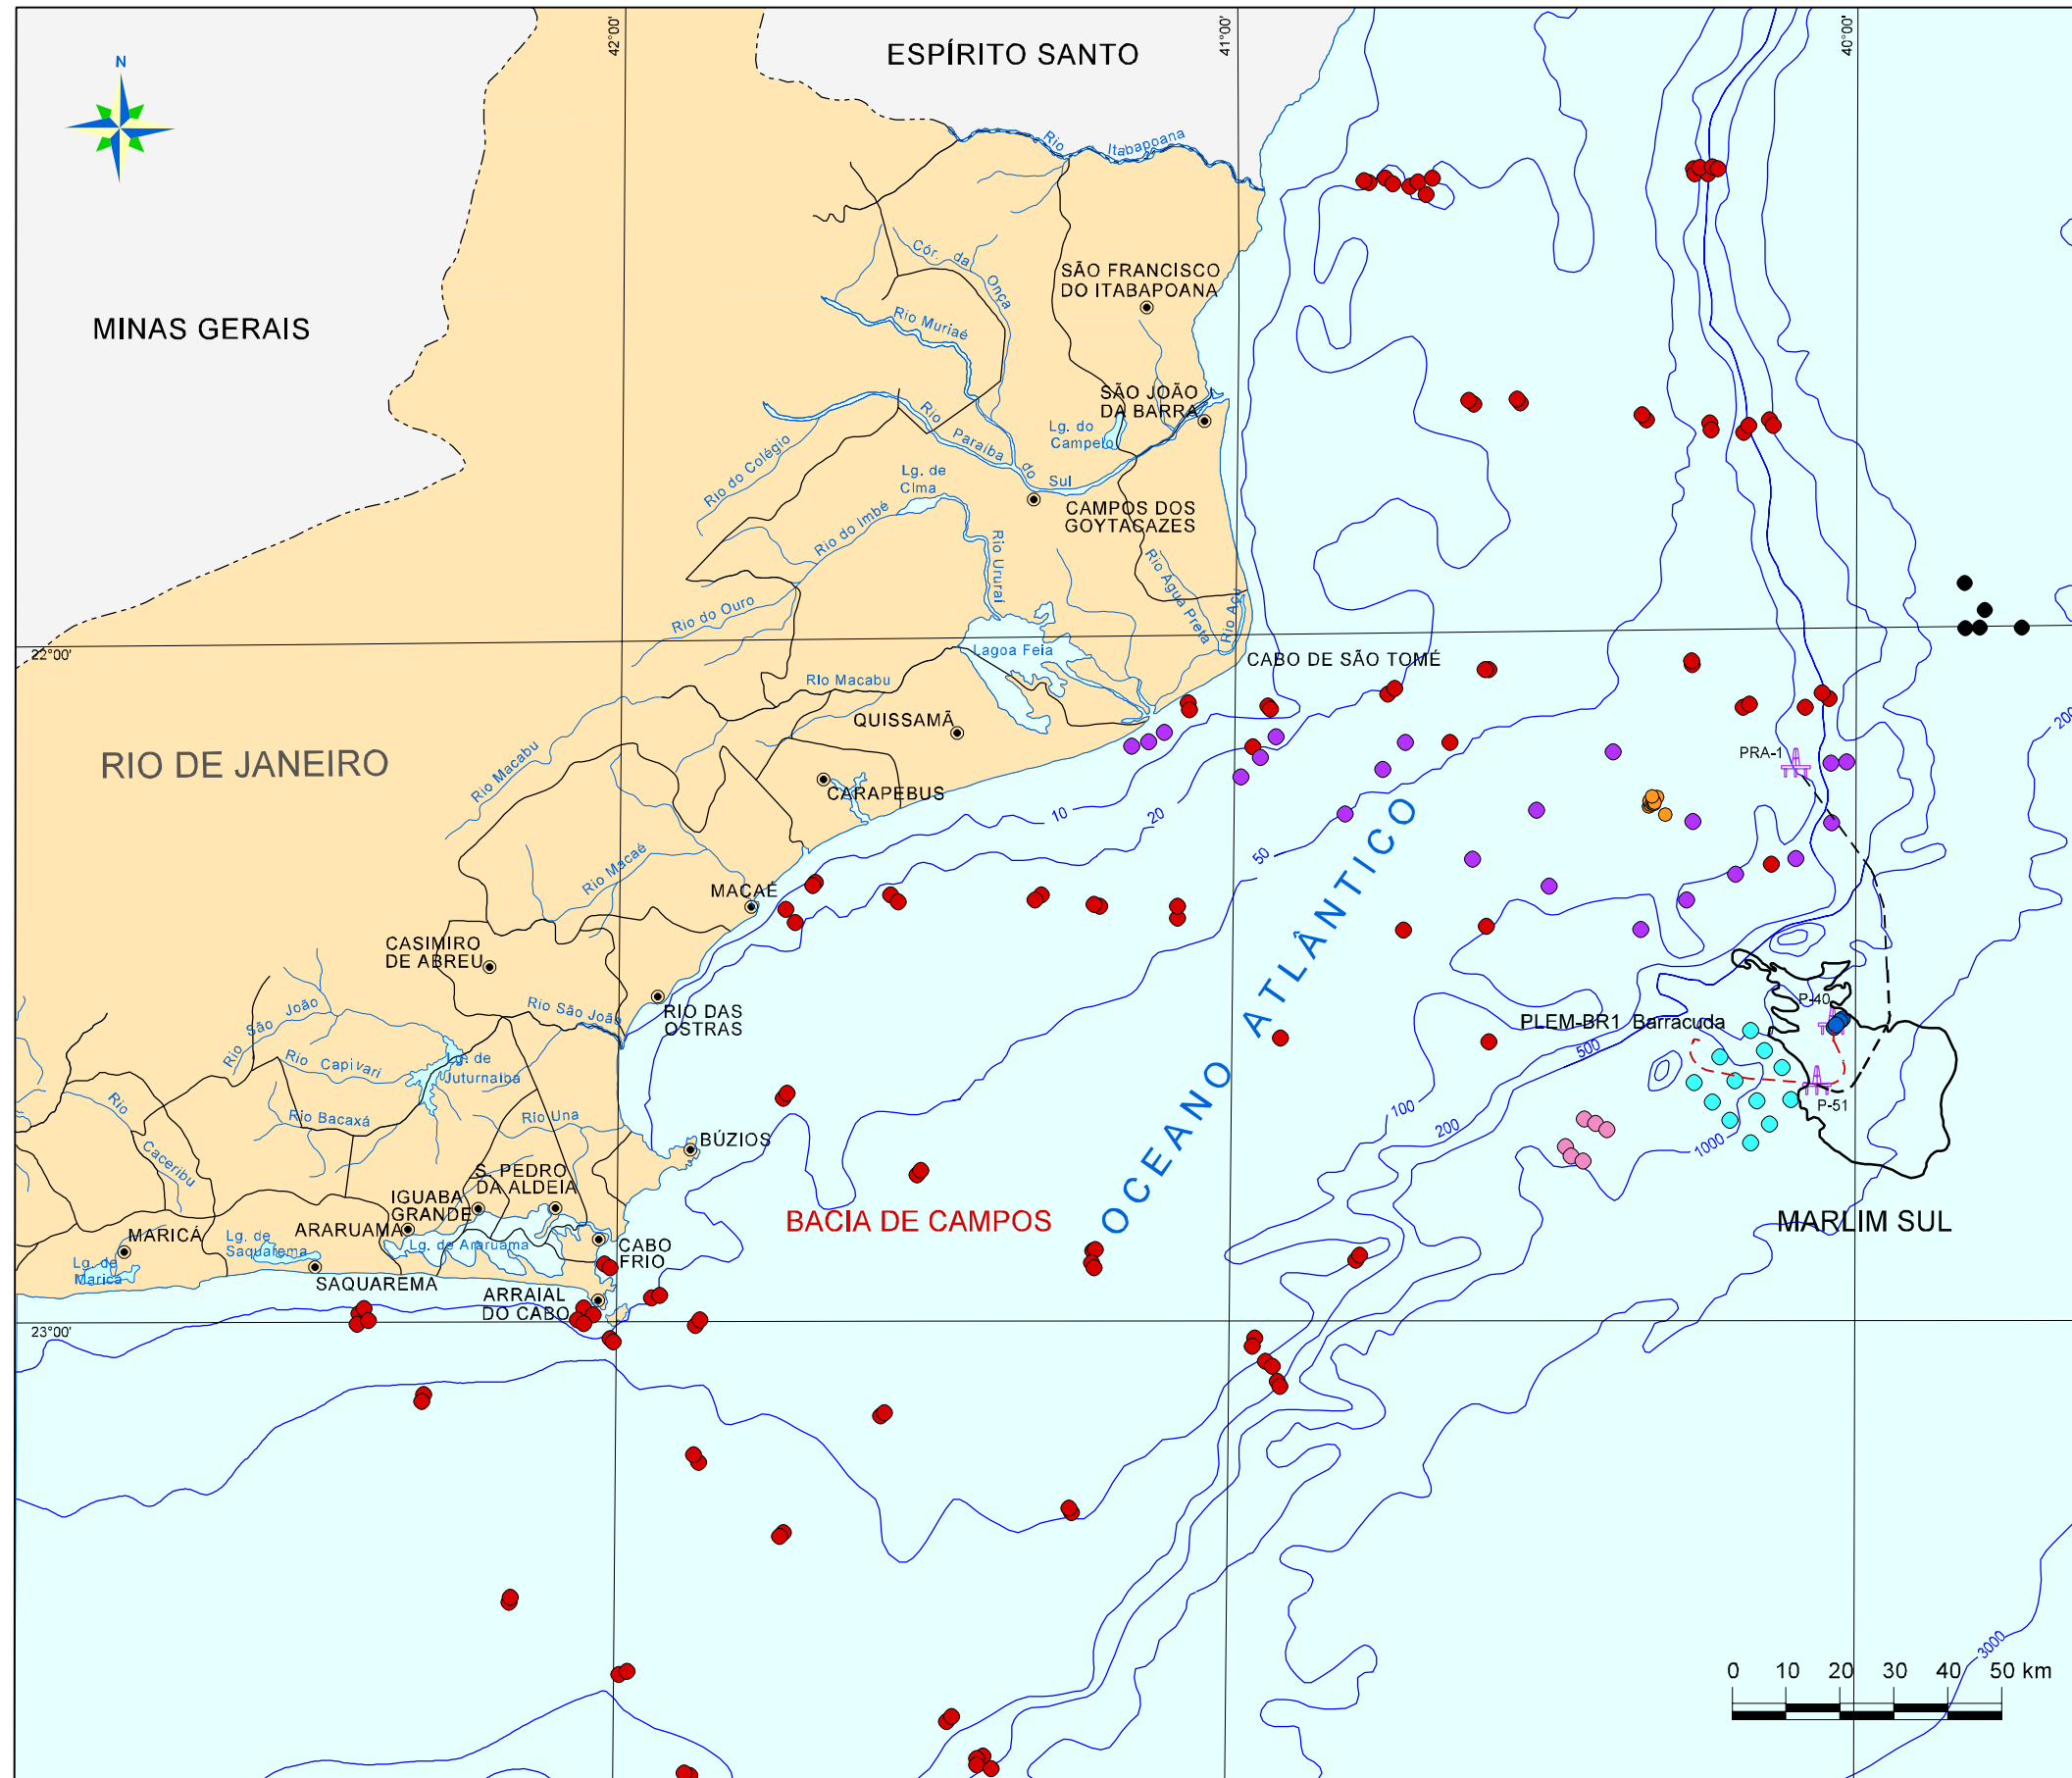 42°00'
41°00'
40°00'
N
ESPÍRITO SANTO
Rio
Itabapoana
MINAS GERAIS
Cór. da
Onça
SÃO FRANCISCO
DO ITABAPOANA
Rio Muriaé
SÃO JOÃO
DA BARRA
Rio
Paraíba
do
Sul
Lg. do
Campelo
Rio do Colégio
Lg. de
Cima
CAMPOS DOS
GOYTACAZES
Rio do Imbé
Rio Ururaí
Rio Água Preta
Rio Açu
Rio do Ouro
22°00'
Lagoa Feia
CABO DE SÃO TOMÉ
Rio Macabu
QUISSAMÃ
RIO DE JANEIRO
Rio Macabu
PRA-1
200
CARAPEBUS
10
20
50
Rio Macaé
MACAÉ
OCEANO ATLÂNTICO
CASIMIRO
DE ABREU
RIO DAS
OSTRAS
Rio São João
Rio São João
P-40
PLEM-BR1 Barracuda
500
Rio Capivari
Lg. de
Juturnaíba
P-51
Rio
Caceribu
Rio Bacaxá
Rio Una
100
200
1000
BÚZIOS
S. PEDRO
DA ALDEIA
IGUABA
GRANDE
BACIA DE CAMPOS
MARLIM SUL
ARARUAMA
MARICÁ
Lg. de
Saquarema
Lg. de Araruama
CABO
FRIO
Lg. de
Maricá
SAQUAREMA
ARRAIAL
DO CABO
23°00'
3000
0 10 20 30 40 50 km